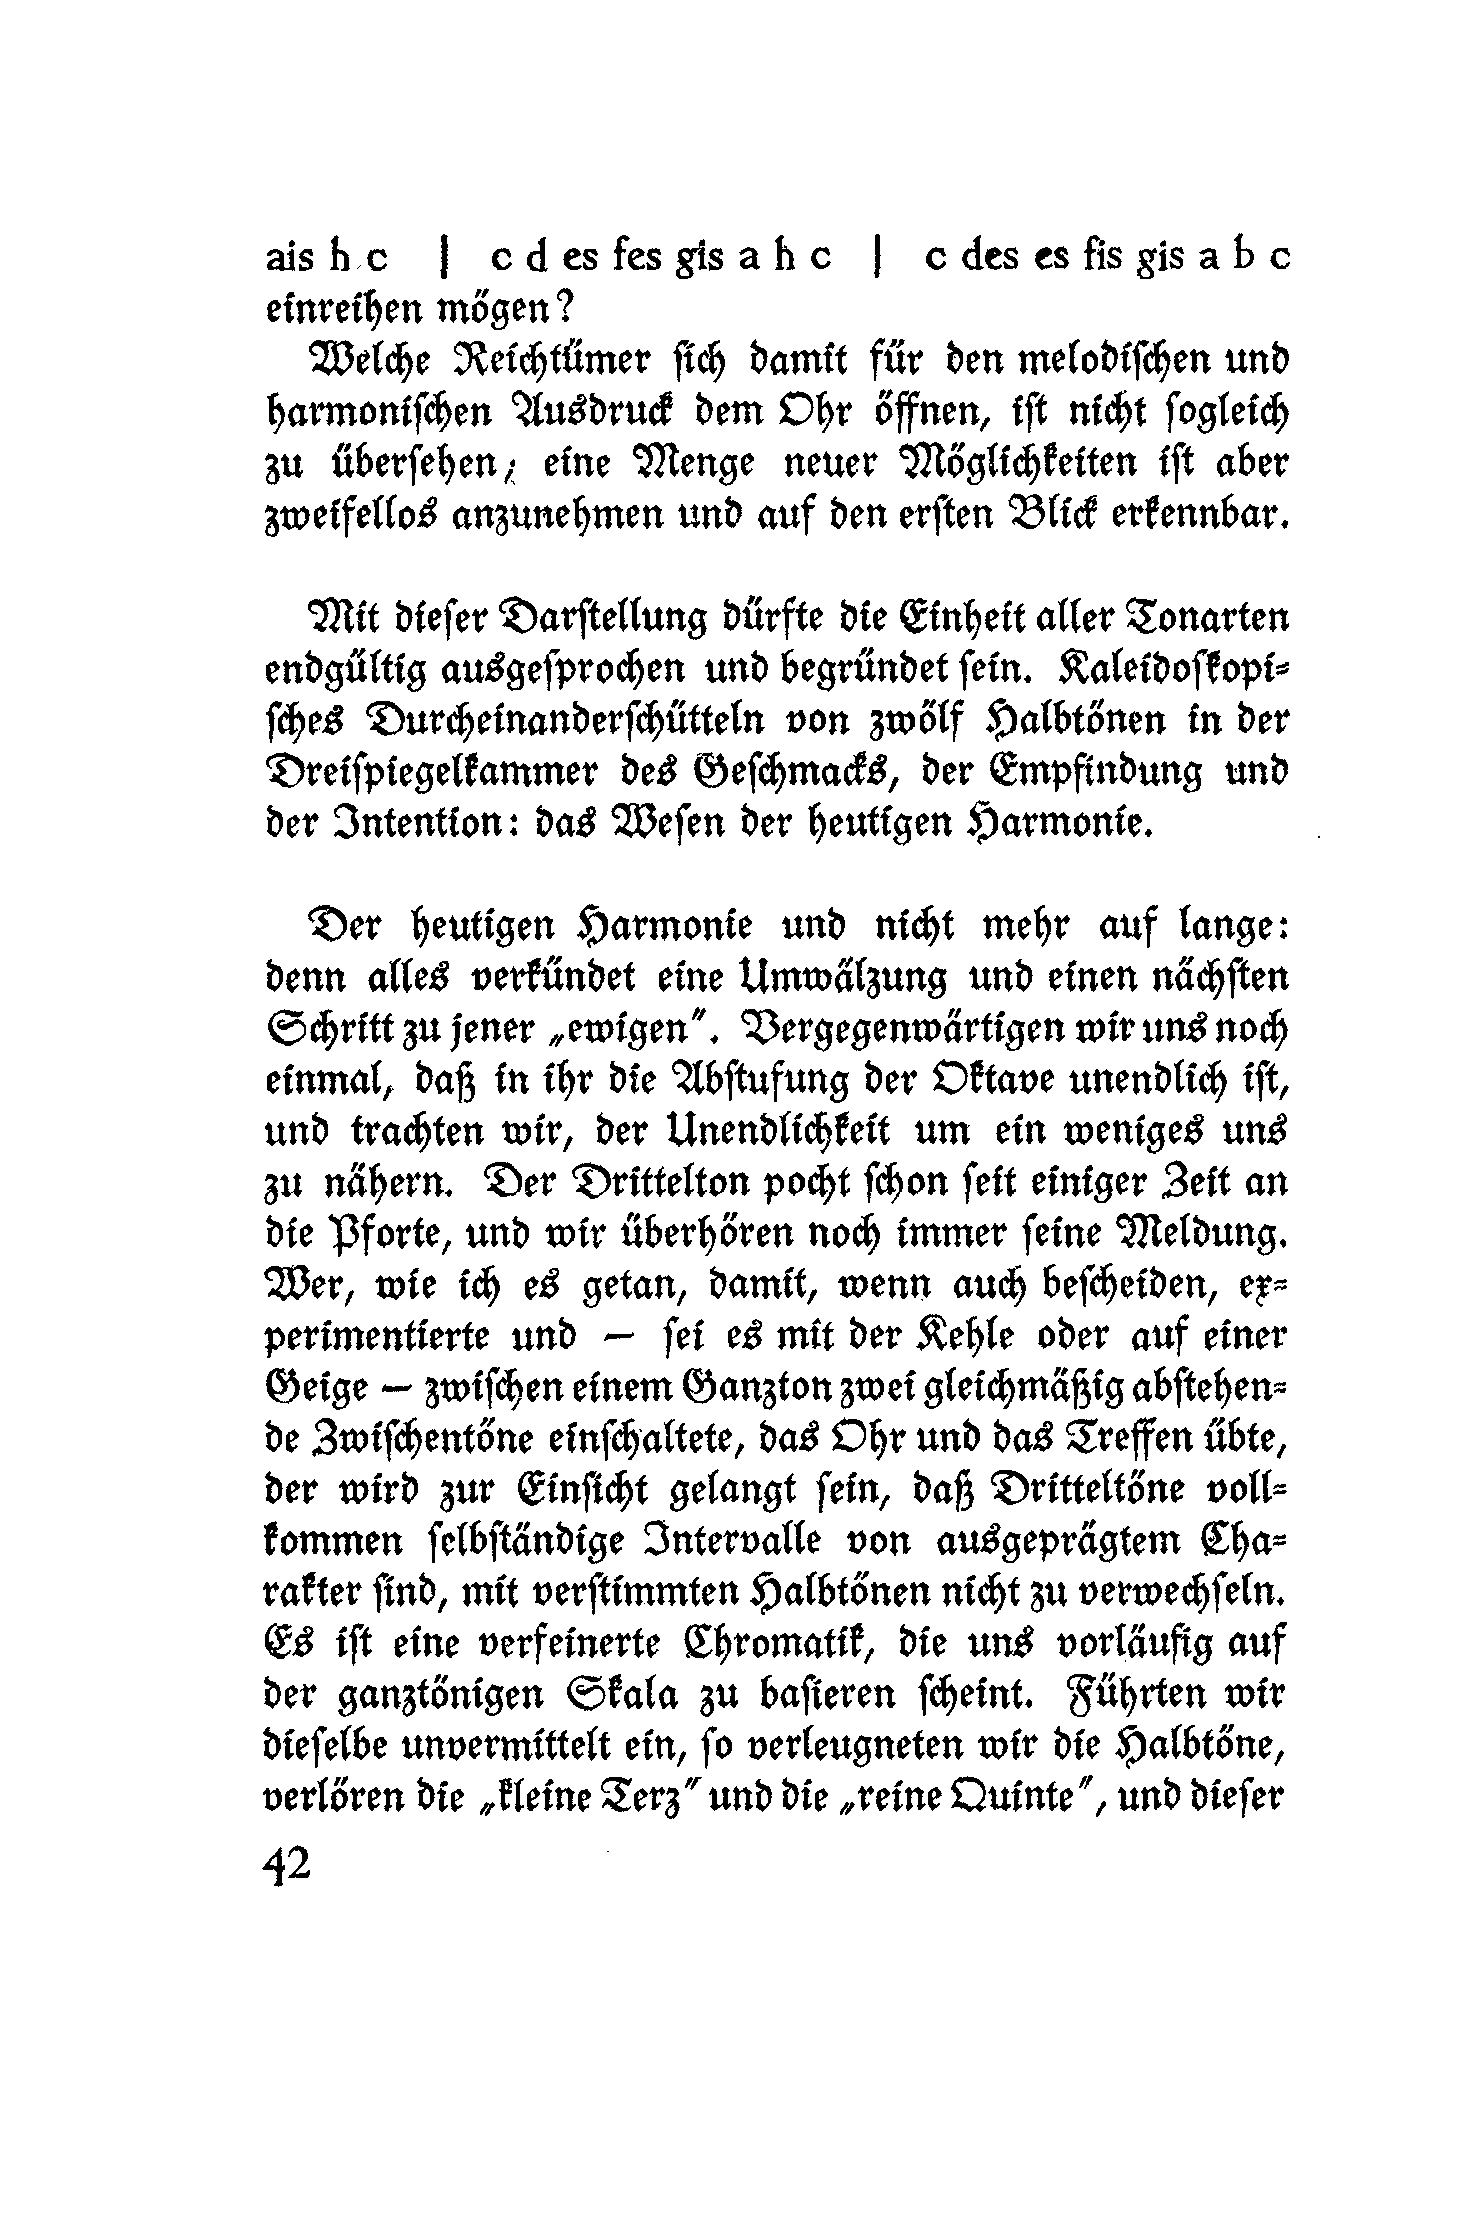 ais h c | c d es fes gis a h c | c des es fis gis a b c
einreihen mögen?
Welche Reichtümer sich damit für den melodischen und
harmonischen Ausdruck dem Ohr öffnen, ist nicht sogleich
zu übersehen; eine Menge neuer Möglichkeiten ist aber
zweifellos anzunehmen und auf den ersten Blick erkennbar.
Mit dieser Darstellung dürfte die Einheit aller Tonarten
endgültig ausgesprochen und begründet sein. Kaleidoskopi-
sches Durcheinanderschütteln von zwölf Halbtönen in der
Dreispiegelkammer des Geschmacks, der Empfindung und
der Intention: das Wesen der heutigen Harmonie.
Der heutigen Harmonie und nicht mehr auf lange:
denn alles verkündet eine Umwälzung und einen nächsten
Schritt zu jener „ewigen". Vergegenwärtigen wir uns noch
einmal, daß in ihr die Abstufung der Oktave unendlich ist,
und trachten wir, der Unendlichkeit um ein weniges uns
zu nähern. Der Drittelton pocht schon seit einiger Zeit an
die Pforte, und wir überhören noch immer seine Meldung.
Wer, wie ich es getan, damit, wenn auch bescheiden, ex-
perimentierte und — sei es mit der Kehle oder auf einer
Geige — zwischen einem Ganzton zwei gleichmäßig abstehen-
de Zwischentöne einschaltete, das Ohr und das Treffen übte,
der wird zur Einsicht gelangt sein, daß Dritteltöne voll-
kommen selbständige Intervalle von ausgeprägtem Cha-
rakter sind, mit verstimmten Halbtönen nicht zu verwechseln.
Es ist eine verfeinerte Chromatik, die uns vorläufig auf
der ganztönigen Skala zu basieren scheint. Führten wir
dieselbe unvermittelt ein, so verleugneten wir die Halbtöne,
verlören die „kleine Terz" und die „reine Quinte", und dieser
42